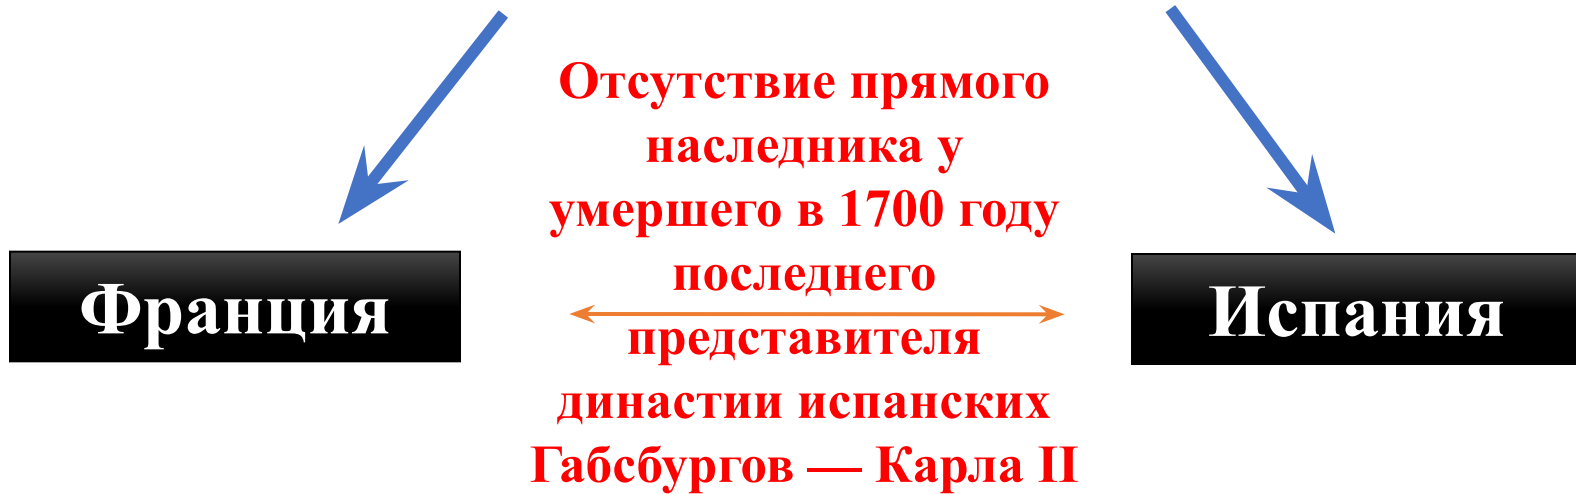 Отсутствие прямого
наследника у
умершего в 1700 году
последнего
представителя
династии испанских
Габсбургов — Карла II
Франция
Испания